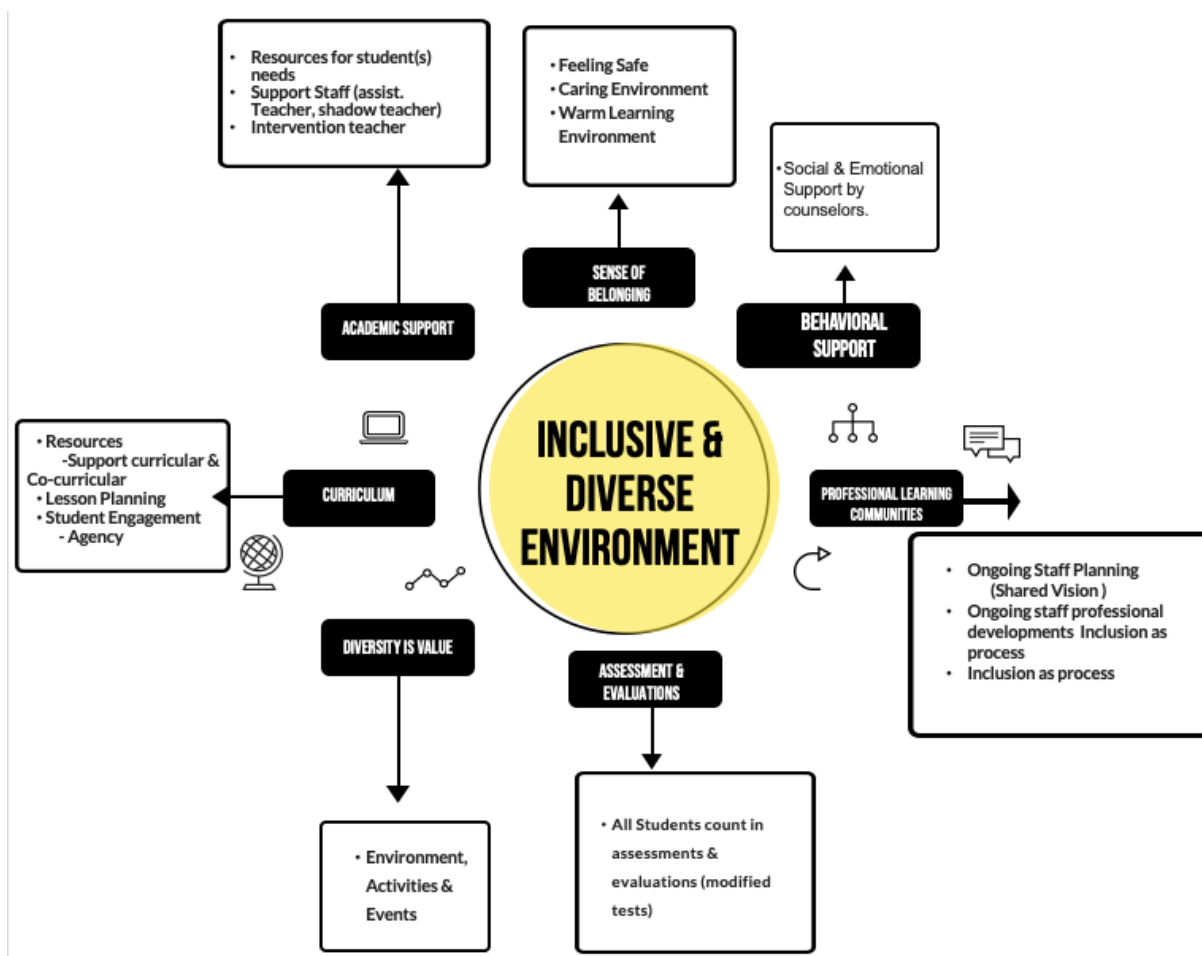 • Resources for student(s)
needs
• Support Staff (assist.
Teacher, shadow teacher)
• Intervention teacher
• Feeling Safe
• Caring Environment
• Warm Learning
Environment
• Social & Emotional
Support by
counselors.
SENSE OF
BELONGING
ACADEMIC SUPPORT
BEHAVIORAL
SUPPORT
INCLUSIVE &
DIVERSE
ENVIRONMENT
• Resources
-Support curricular &
Co-curricular
• Lesson Planning
• Student Engagement
- Agency
CURRICULUM
PROFESSIONAL LEARNING
COMMUNITIES
• Ongoing Staff Planning
(Shared Vision )
• Ongoing staff professional
developments Inclusion as
process
• Inclusion as process
DIVERSITY IS VALUE
ASSESSMENT &
EVALUATIONS
• Environment,
Activities &
Events
• All Students count in
assessments &
evaluations (modified
tests)